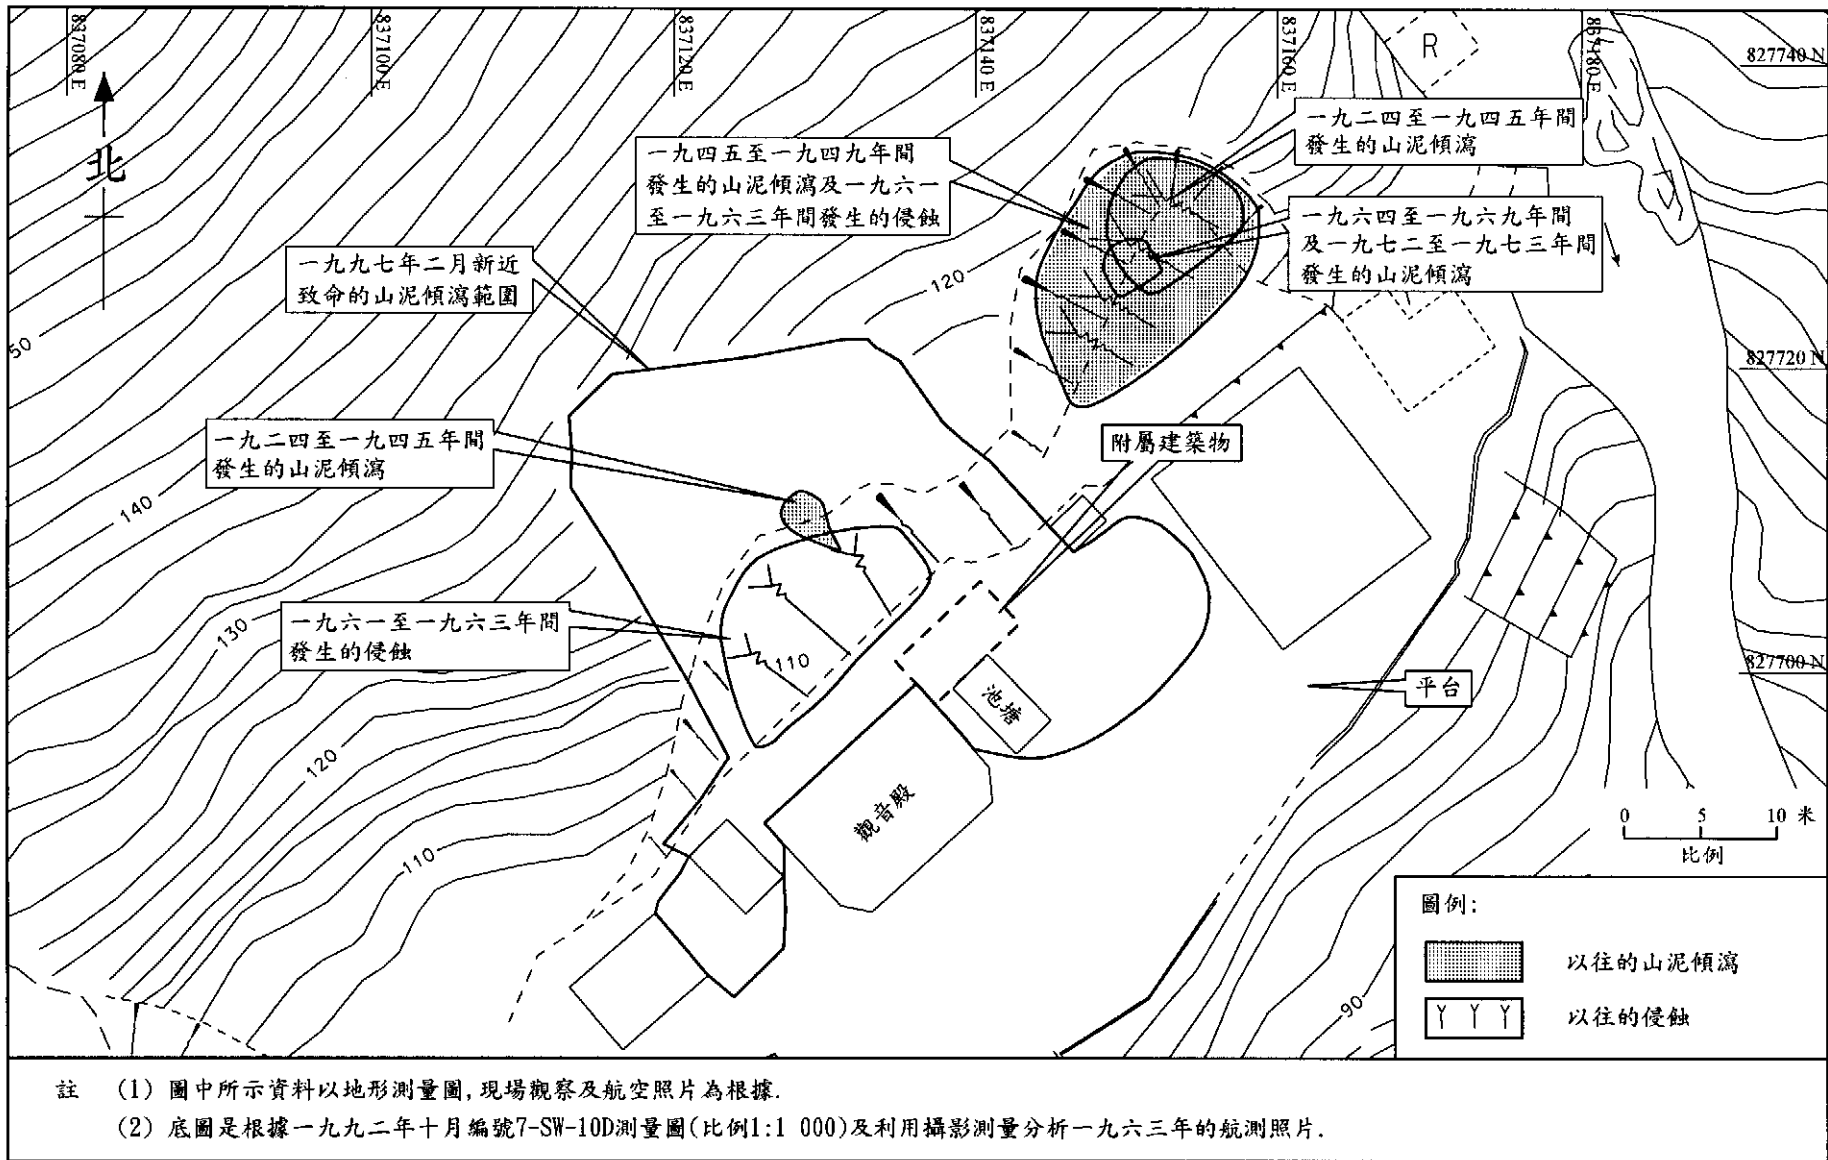 837080 E
837100 E
837120 E
837140 E
837160 E
837180 E
R
827740 N
北
一九二四至一九四五年間
發生的山泥傾瀉
一九四五至一九四九年間
發生的山泥傾瀉及一九六一
至一九六三年間發生的侵蝕
一九六四至一九六九年間
及一九七二至一九七三年間
發生的山泥傾瀉
一九九七年二月新近
致命的山泥傾瀉範圍
120
50
827720 N
一九二四至一九四五年間
發生的山泥傾瀉
附屬建築物
140
130
一九六一至一九六三年間
發生的侵蝕
110
827700 N
平台
池塘
120
觀音殿
110
0 5 10 米
比例
90
圖例:
以往的山泥傾瀉
以往的侵蝕
註 (1) 圖中所示資料以地形測量圖,現場觀察及航空照片為根據.
(2) 底圖是根據一九九二年十月編號7-SW-10D測量圖(比例1:1 000)及利用攝影測量分析一九六三年的航測照片.